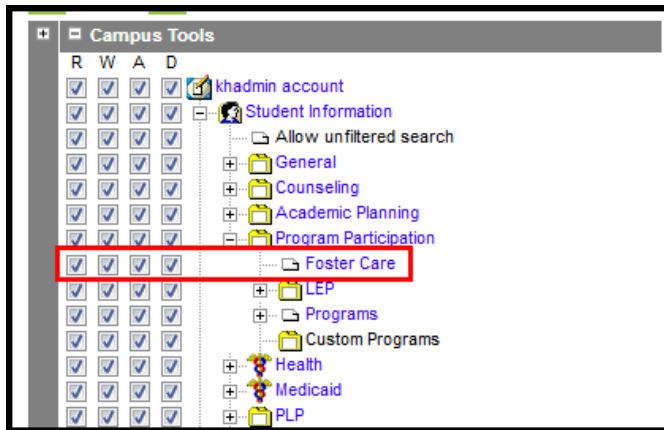 Campus Tools
R W A D
khadmin account
Student Information
Allow unfiltered search
General
Counseling
Academic Planning
Program Participation
Foster Care
LEP
Programs
Custom Programs
Health
Medicaid
PLP